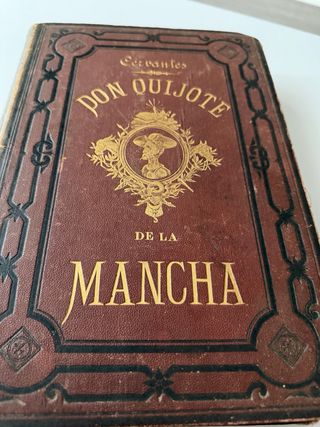 Cervantes
DON QUIJOTE
DE LA
MANCHA